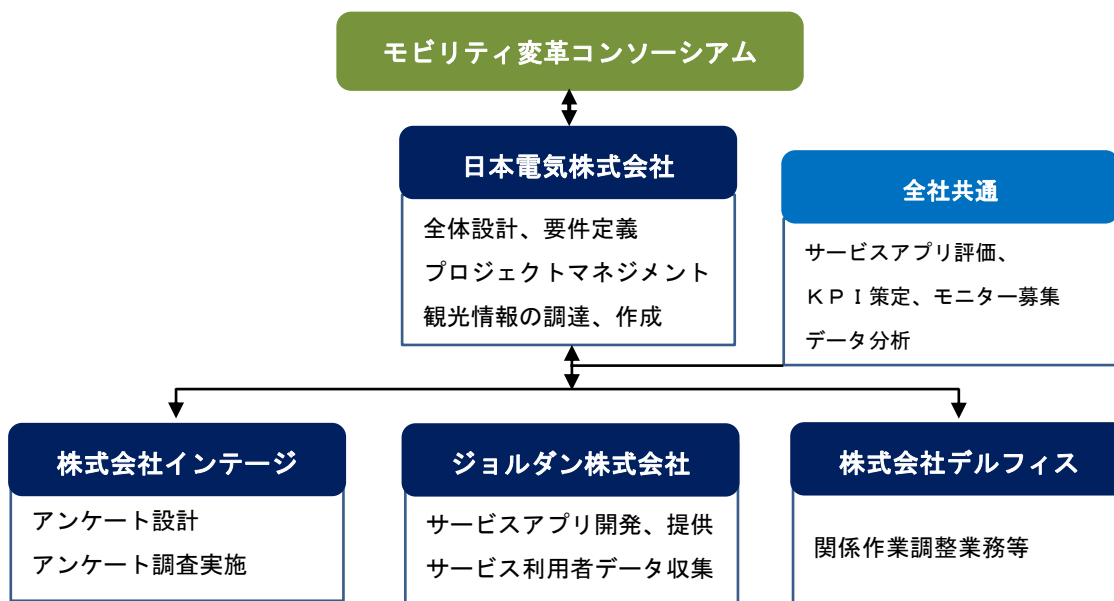 モビリティ変革コンソーシアム
日本電気株式会社
全体設計、要件定義
プロジェクトマネジメント
観光情報の調達、作成
全社共通
サービスアプリ評価、
ＫＰＩ策定、モニター募集
データ分析
株式会社インテージ
アンケート設計
アンケート調査実施
ジョルダン株式会社
サービスアプリ開発、提供
サービス利用者データ収集
株式会社デルフィス
関係作業調整業務等